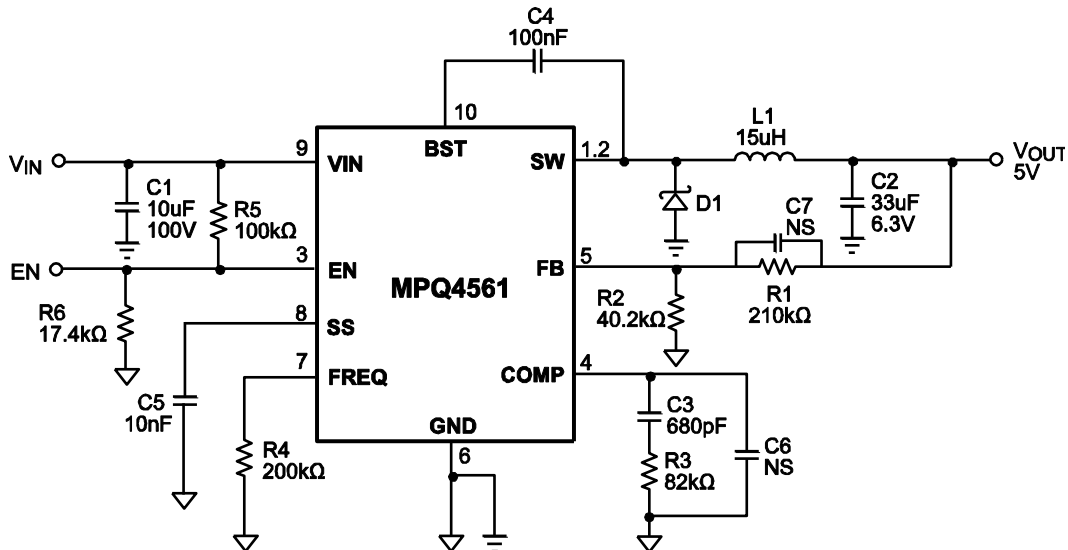 C4
100nF
10
BST
L1
15uH
VIN
9
VIN
SW
1.2
VOUT
5V
C1
10uF
100V
R5
100kΩ
D1
C2
33uF
6.3V
C7
NS
EN
3
EN
FB
5
MPQ4561
R1
210kΩ
R2
40.2kΩ
R6
17.4kΩ
8
SS
7
FREQ
COMP
4
C5
10nF
GND
6
R4
200kΩ
C3
680pF
R3
82kΩ
C6
NS